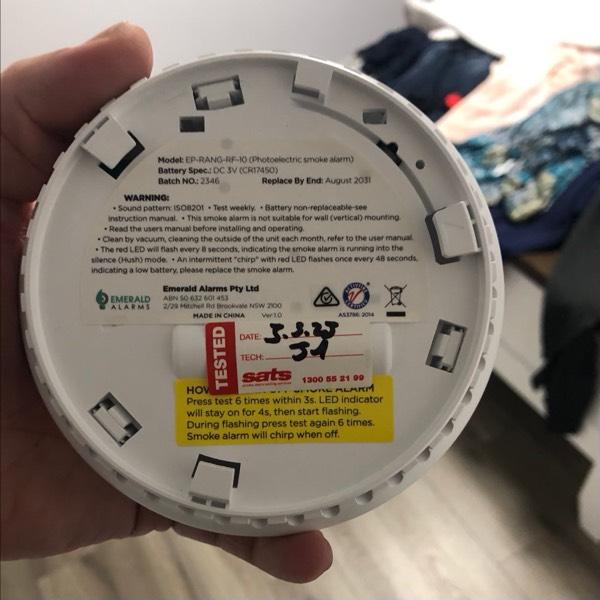 Model: EP-RANG-RF-10 (Photoelectric smoke alarm)
Battery Spec.: DC 3V (CR17450)
Batch NO.: 2346 Replace By End: August 2031
WARNING:
• Sound pattern: ISO8201 • Test weekly. • Battery non-replaceable-see
instruction manual. • This smoke alarm is not suitable for wall (vertical) mounting.
• Read the users manual before installing and operating.
• Clean by vacuum, cleaning the outside of the unit each month, refer to the user manual.
• The red LED will flash every 8 seconds, indicating the smoke alarm is running into the
silence (Hush) mode. • An intermittent "chirp" with red LED flashes once every 48 seconds,
indicating a low battery, please replace the smoke alarm.
EMERALD
ALARMS
Emerald Alarms Pty Ltd
ABN 50 632 601 453
2/29 Mitchell Rd Brookvale NSW 2100
MADE IN CHINA Ver1.0
AS3786: 2014
TESTED
DATE: 5.3.25
TECH:
sats
1300 55 21 99
SMOKE ALARM
Press test 6 times within 3s. LED indicator
will stay on for 4s, then start flashing.
During flashing press test again 6 times.
Smoke alarm will chirp when off.